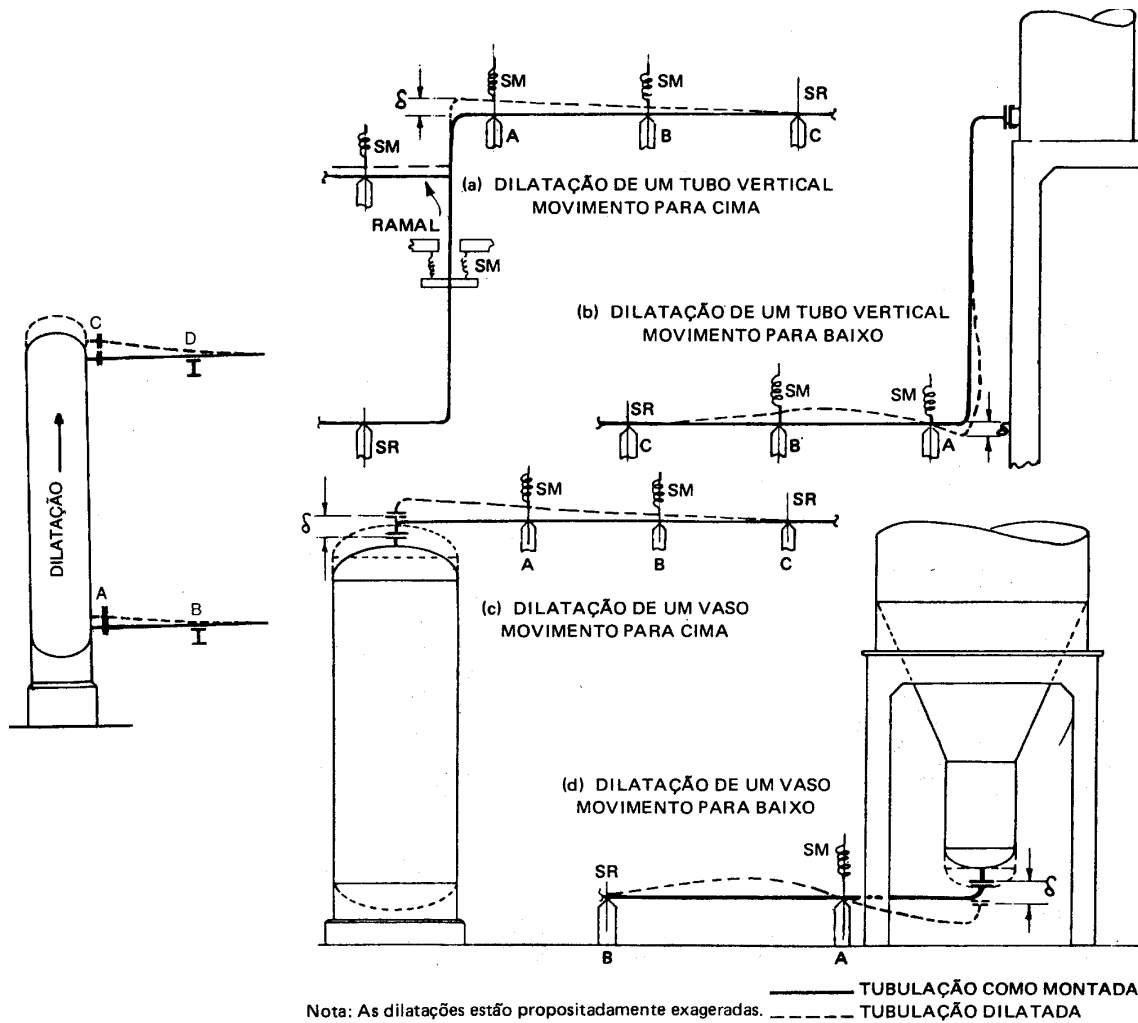 δ
SM
SM
SR
A
B
C
SM
RAMAL
SM
SR
(a) DILATAÇÃO DE UM TUBO VERTICAL
MOVIMENTO PARA CIMA
(b) DILATAÇÃO DE UM TUBO VERTICAL
MOVIMENTO PARA BAIXO
SR
SM
SM
C
B
A
δ
C
D
DILATAÇÃO
A
B
δ
SM
SM
SR
A
B
C
(c) DILATAÇÃO DE UM VASO
MOVIMENTO PARA CIMA
(d) DILATAÇÃO DE UM VASO
MOVIMENTO PARA BAIXO
SR
SM
δ
B
A
Nota: As dilatações estão propositadamente exageradas.
TUBULAÇÃO COMO MONTADA
TUBULAÇÃO DILATADA